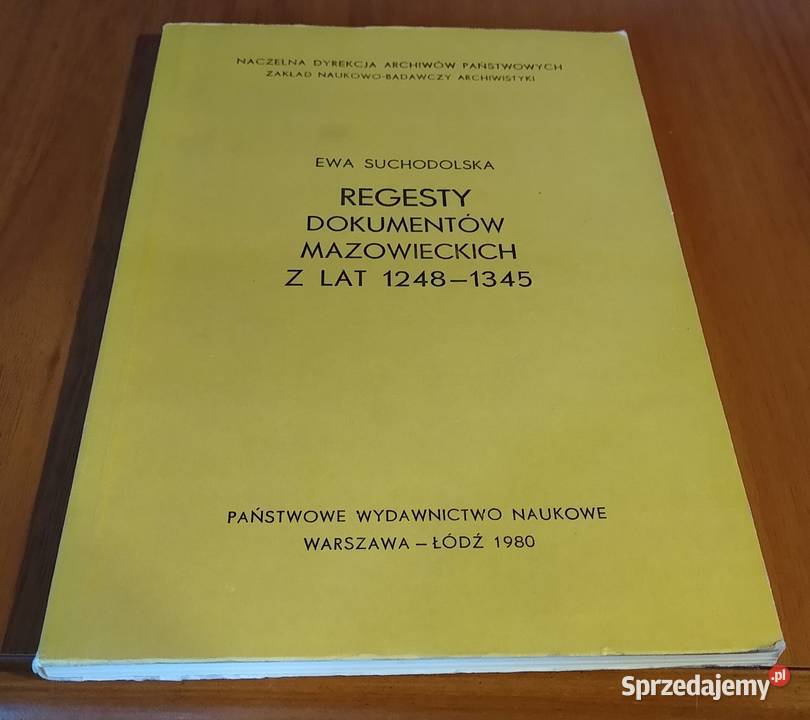 NACZELNA DYREKCJA ARCHIWÓW PAŃSTWOWYCH
ZAKŁAD NAUKOWO-BADAWCZY ARCHIWISTYKI
EWA SUCHODOLSKA
REGESTY
DOKUMENTÓW
MAZOWIECKICH
Z LAT 1248–1345
PAŃSTWOWE WYDAWNICTWO NAUKOWE
WARSZAWA – ŁÓDŹ 1980
Sprzedajemy.pl